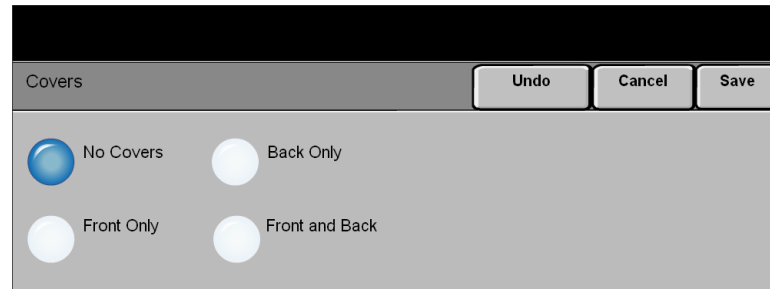 Covers
Undo
Cancel
Save
No Covers
Back Only
Front Only
Front and Back